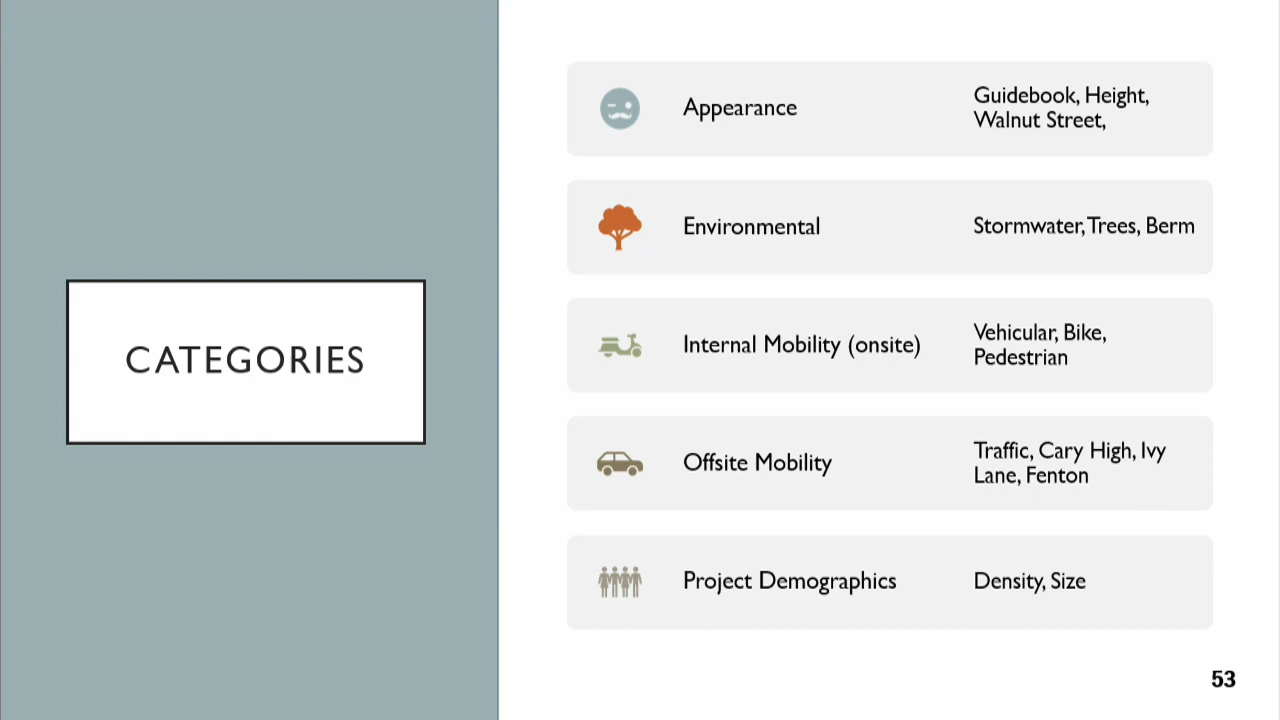 CATEGORIES
Appearance
Guidebook, Height,
Walnut Street,
Environmental
Stormwater, Trees, Berm
Internal Mobility (onsite)
Vehicular, Bike,
Pedestrian
Offsite Mobility
Traffic, Cary High, Ivy
Lane, Fenton
Project Demographics
Density, Size
53